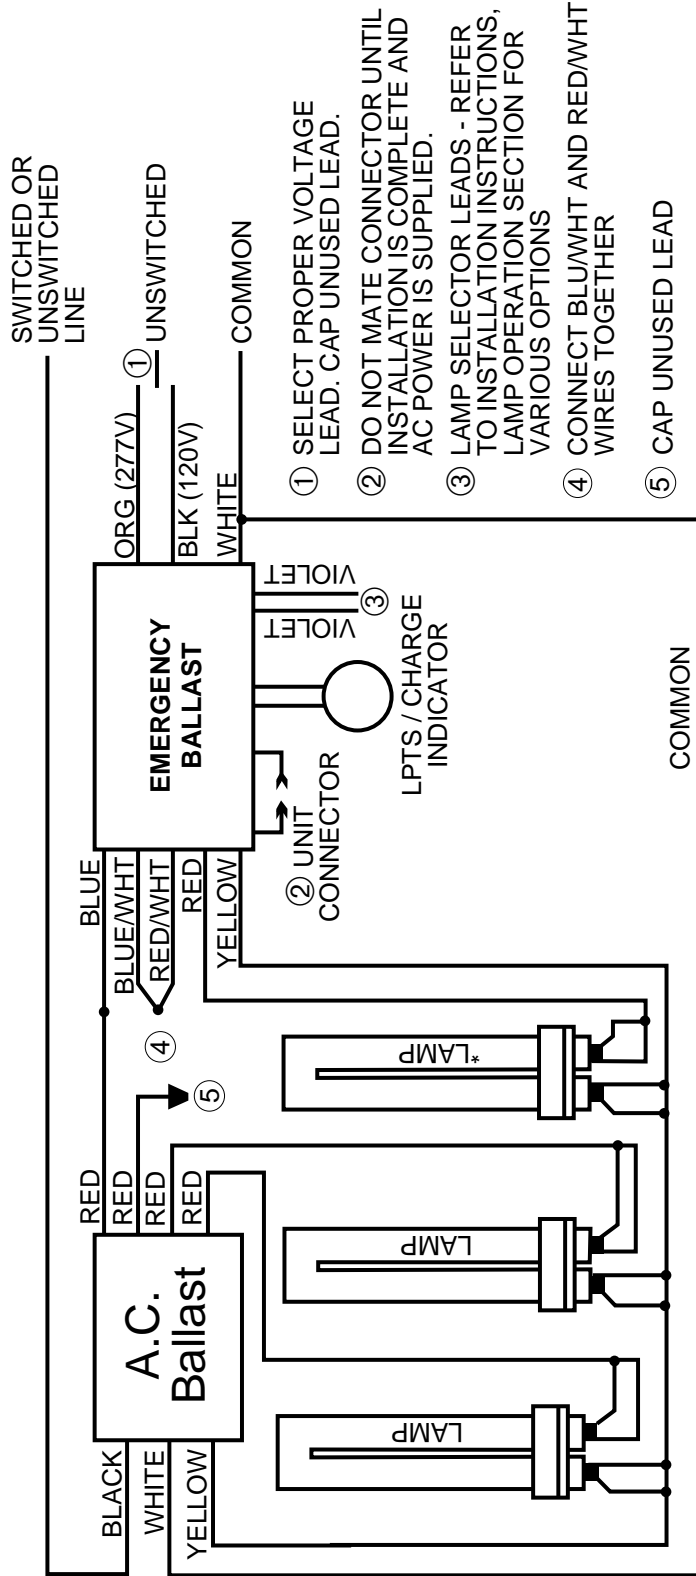 SWITCHED OR
UNSWITCHED
LINE
ORG (277V)
① UNSWITCHED
BLK (120V)
WHITE
COMMON
EMERGENCY
BALLAST
BLUE
BLUE/WHT
RED/WHT
RED
YELLOW
④
② UNIT
CONNECTOR
LPTS / CHARGE
INDICATOR
VIOLET
VIOLET
③
RED
RED
RED
RED
⑤
A.C.
Ballast
BLACK
WHITE
YELLOW
LAMP
LAMP
*LAMP
COMMON
① SELECT PROPER VOLTAGE
LEAD. CAP UNUSED LEAD.
② DO NOT MATE CONNECTOR UNTIL
INSTALLATION IS COMPLETE AND
AC POWER IS SUPPLIED.
③ LAMP SELECTOR LEADS - REFER
TO INSTALLATION INSTRUCTIONS,
LAMP OPERATION SECTION FOR
VARIOUS OPTIONS
④ CONNECT BLU/WHT AND RED/WHT
WIRES TOGETHER
⑤ CAP UNUSED LEAD